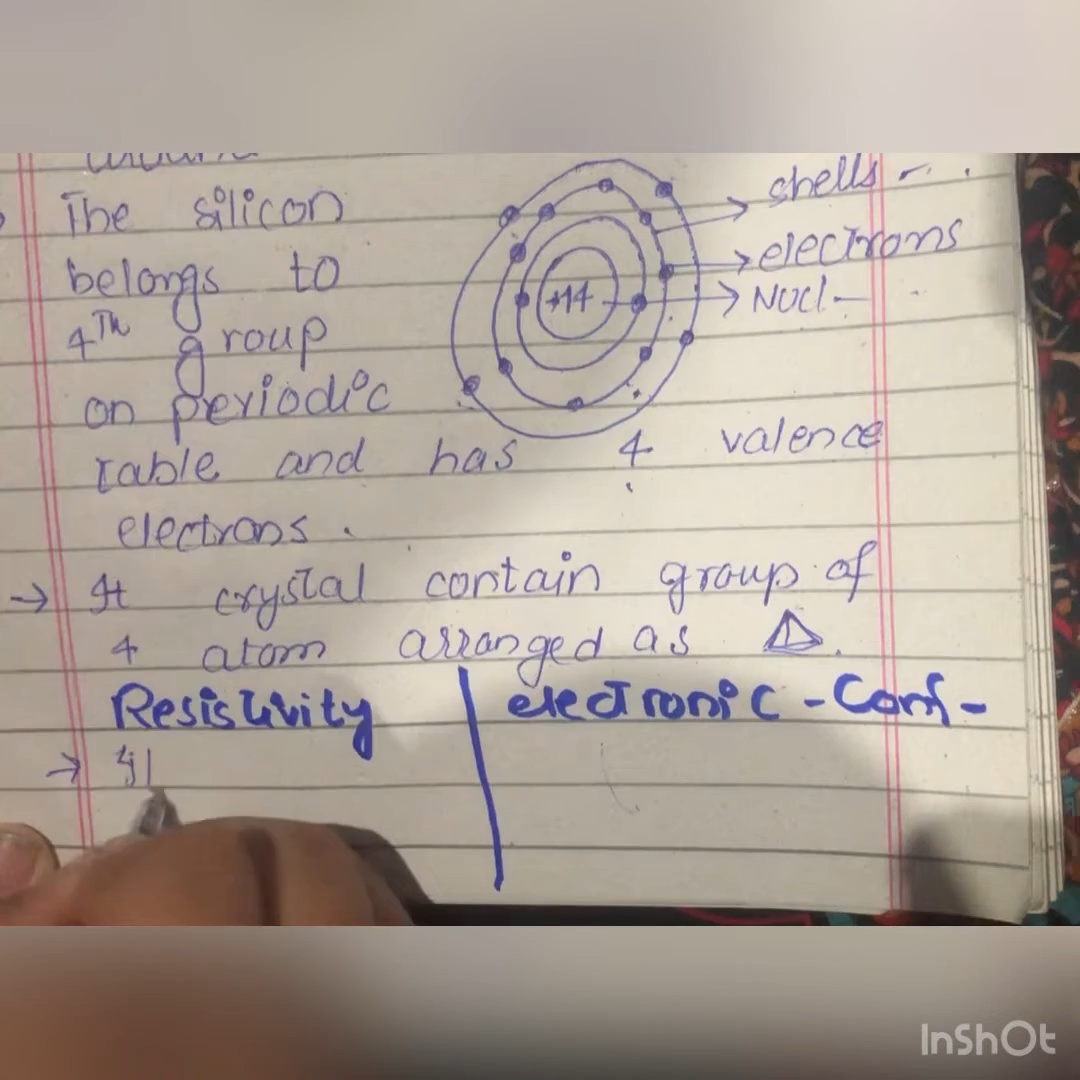 The silicon
belongs to
4Th group
on periodic
table and has 4 valence
electrons.
shells
electrons
Nucl-
+14
→ It crystal contain group of
4 atom arranged as
Resistivity
electronic - Conf -
→
InShOt